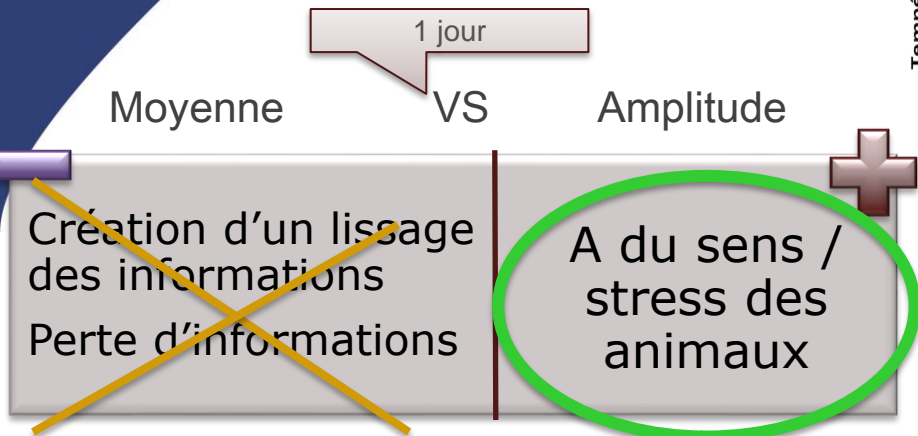 1 jour
Moyenne VS Amplitude
Création d'un lissage
des informations
Perte d'informations
A du sens /
stress des
animaux